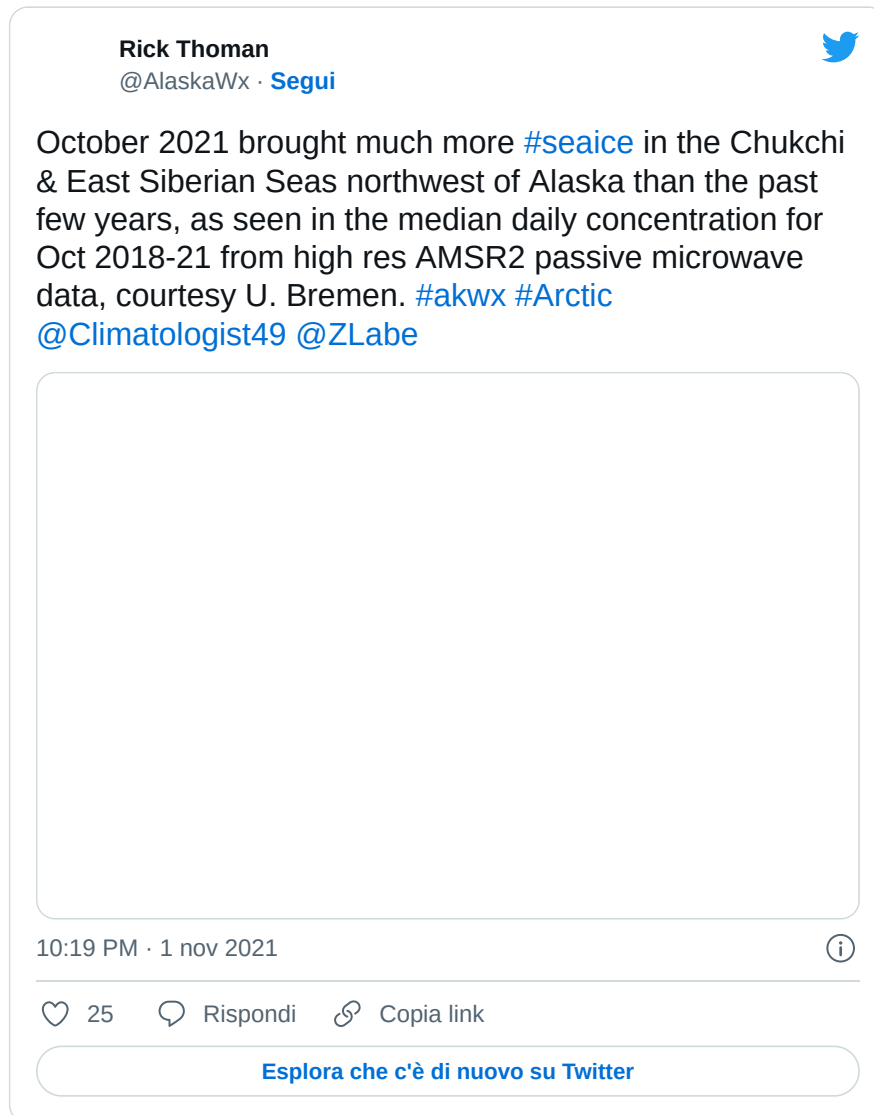 Rick Thoman
@AlaskaWx · Segui
October 2021 brought much more #seaice in the Chukchi
& East Siberian Seas northwest of Alaska than the past
few years, as seen in the median daily concentration for
Oct 2018-21 from high res AMSR2 passive microwave
data, courtesy U. Bremen. #akwx #Arctic
@Climatologist49 @ZLabe
10:19 PM · 1 nov 2021
25 Rispondi Copia link
Esplora che c'è di nuovo su Twitter